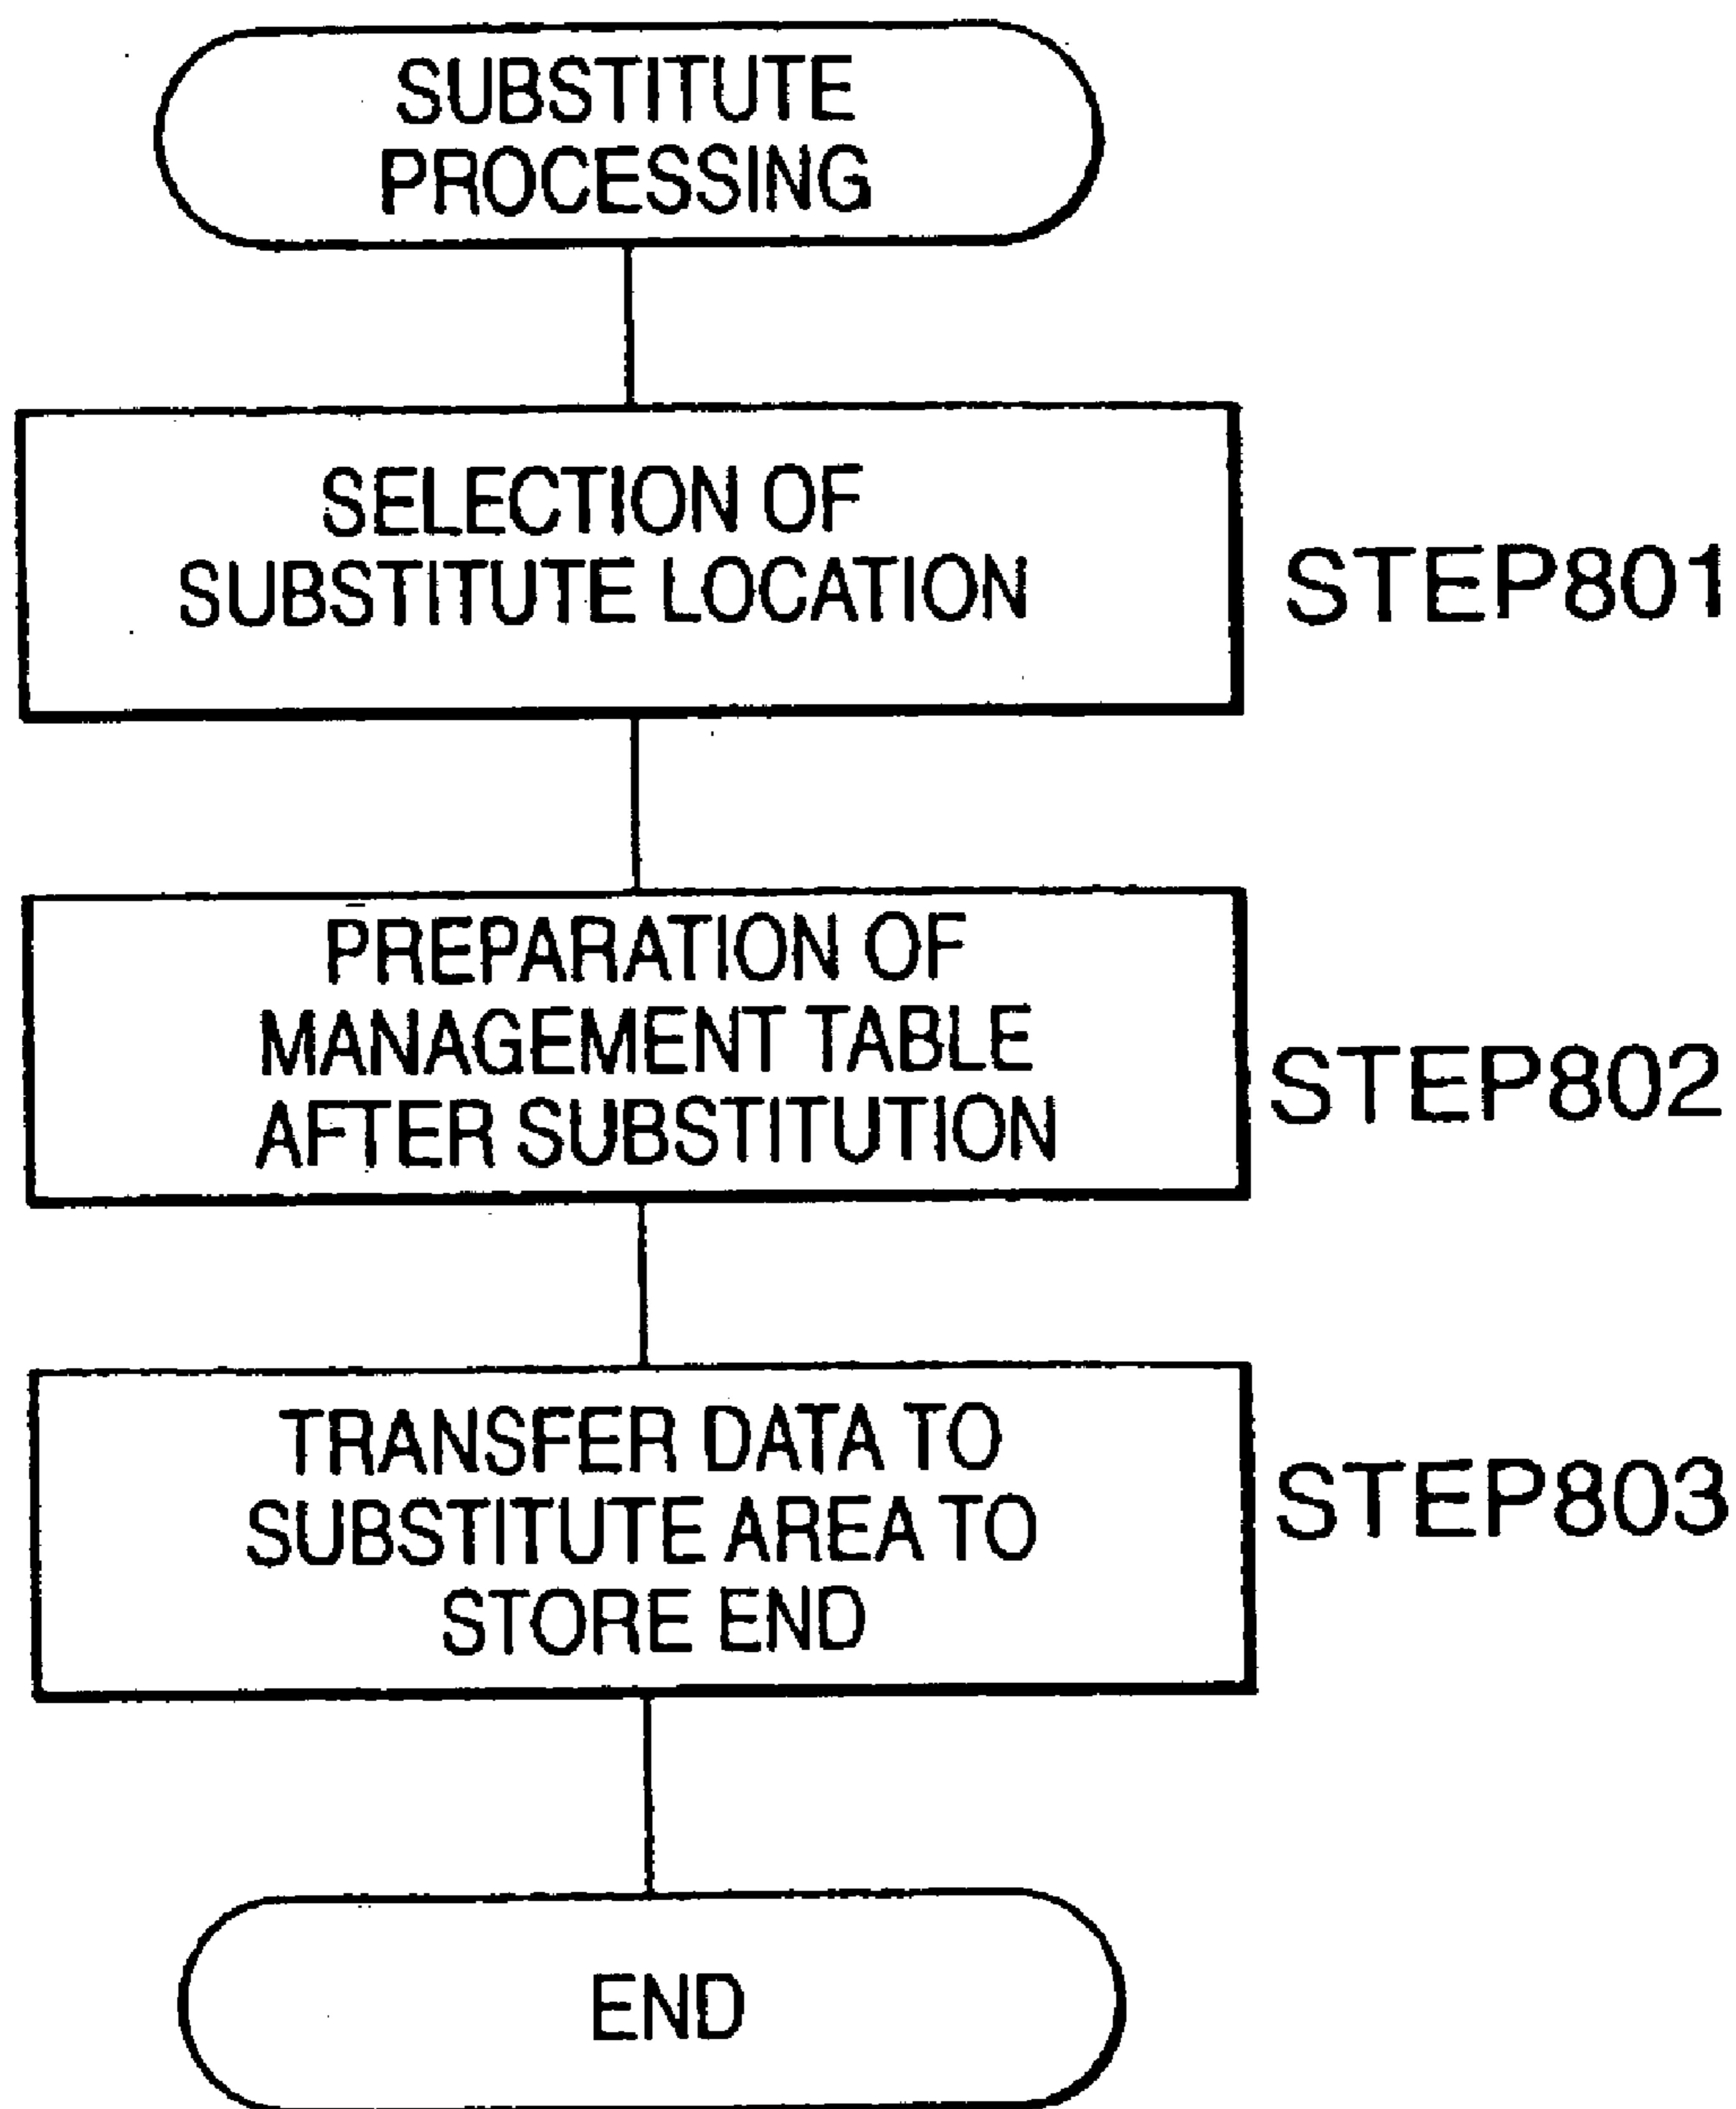 SUBSTITUTE
PROCESSING
SELECTION OF
SUBSTITUTE LOCATION
STEP801
PREPARATION OF
MANAGEMENT TABLE
AFTER SUBSTITUTION
STEP802
TRANSFER DATA TO
SUBSTITUTE AREA TO
STORE END
STEP803
END